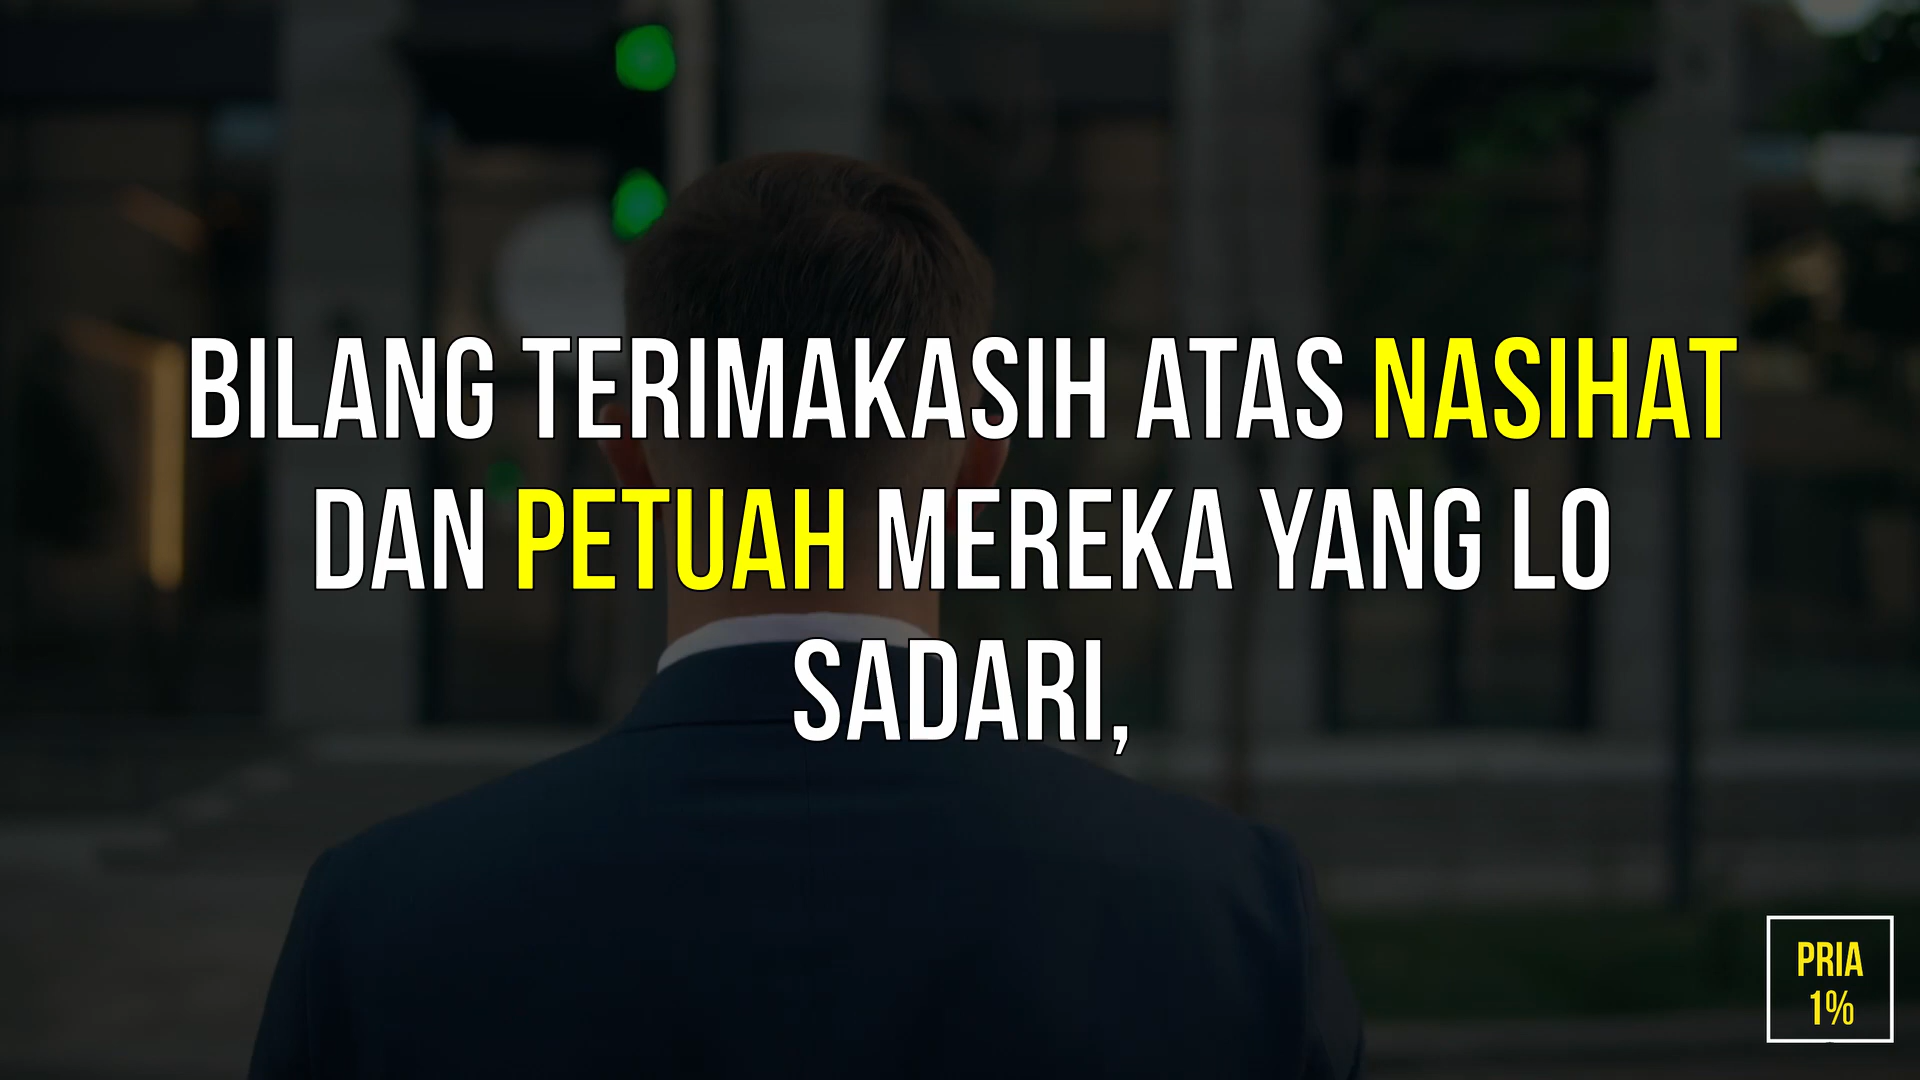 BILANG TERIMAKASIH ATAS NASIHAT
DAN PETUAH MEREKA YANG LO
SADARI,
PRIA
1%